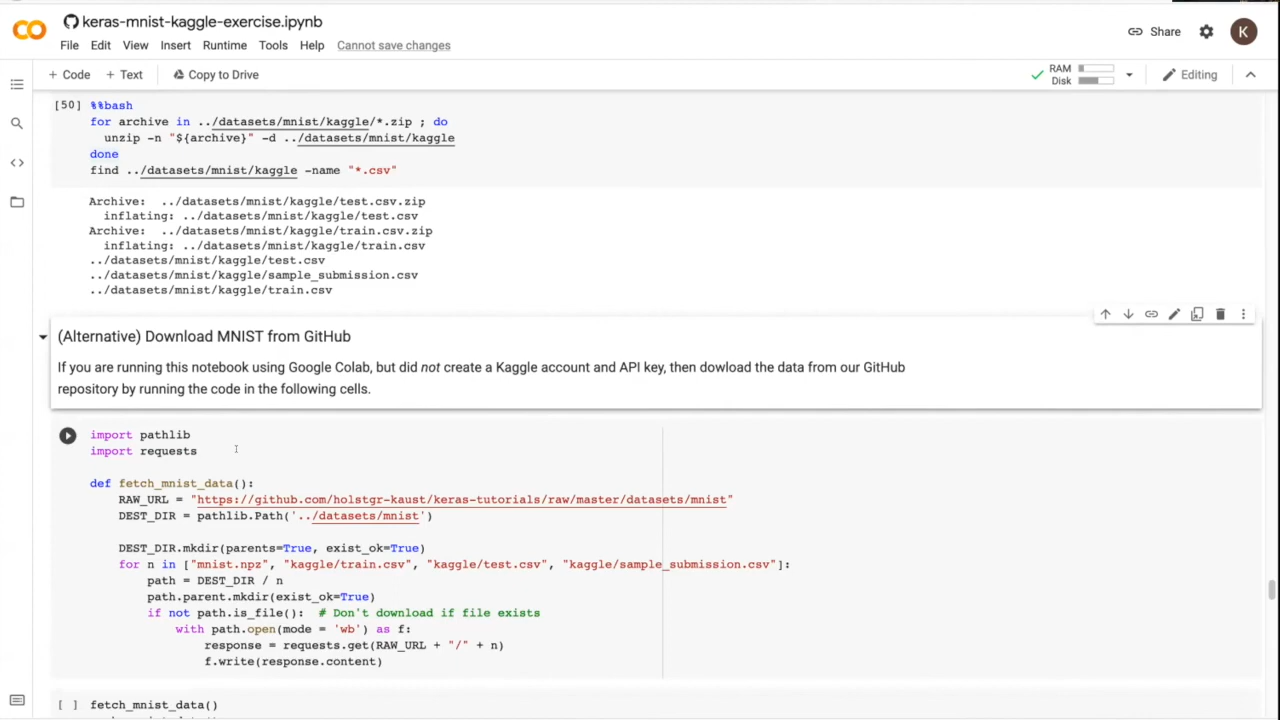 keras-mnist-kaggle-exercise.ipynb
File Edit View Insert Runtime Tools Help Cannot save changes
Share
K
+ Code + Text Copy to Drive
RAM
Disk
Editing
[50] %%bash
for archive in ../datasets/mnist/kaggle/*.zip ; do
unzip -n "${archive}" -d ../datasets/mnist/kaggle
done
find ../datasets/mnist/kaggle -name "*.csv"
Archive: ../datasets/mnist/kaggle/test.csv.zip
inflating: ../datasets/mnist/kaggle/test.csv
Archive: ../datasets/mnist/kaggle/train.csv.zip
inflating: ../datasets/mnist/kaggle/train.csv
../datasets/mnist/kaggle/test.csv
../datasets/mnist/kaggle/sample_submission.csv
../datasets/mnist/kaggle/train.csv
(Alternative) Download MNIST from GitHub
If you are running this notebook using Google Colab, but did not create a Kaggle account and API key, then dowload the data from our GitHub
repository by running the code in the following cells.
import pathlib
import requests
def fetch_mnist_data():
RAW_URL = "https://github.com/holstgr-kaust/keras-tutorials/raw/master/datasets/mnist"
DEST_DIR = pathlib.Path('../datasets/mnist')
DEST_DIR.mkdir(parents=True, exist_ok=True)
for n in ["mnist.npz", "kaggle/train.csv", "kaggle/test.csv", "kaggle/sample_submission.csv"]:
path = DEST_DIR / n
path.parent.mkdir(exist_ok=True)
if not path.is_file(): # Don't download if file exists
with path.open(mode = 'wb') as f:
response = requests.get(RAW_URL + "/" + n)
f.write(response.content)
[ ] fetch_mnist_data()